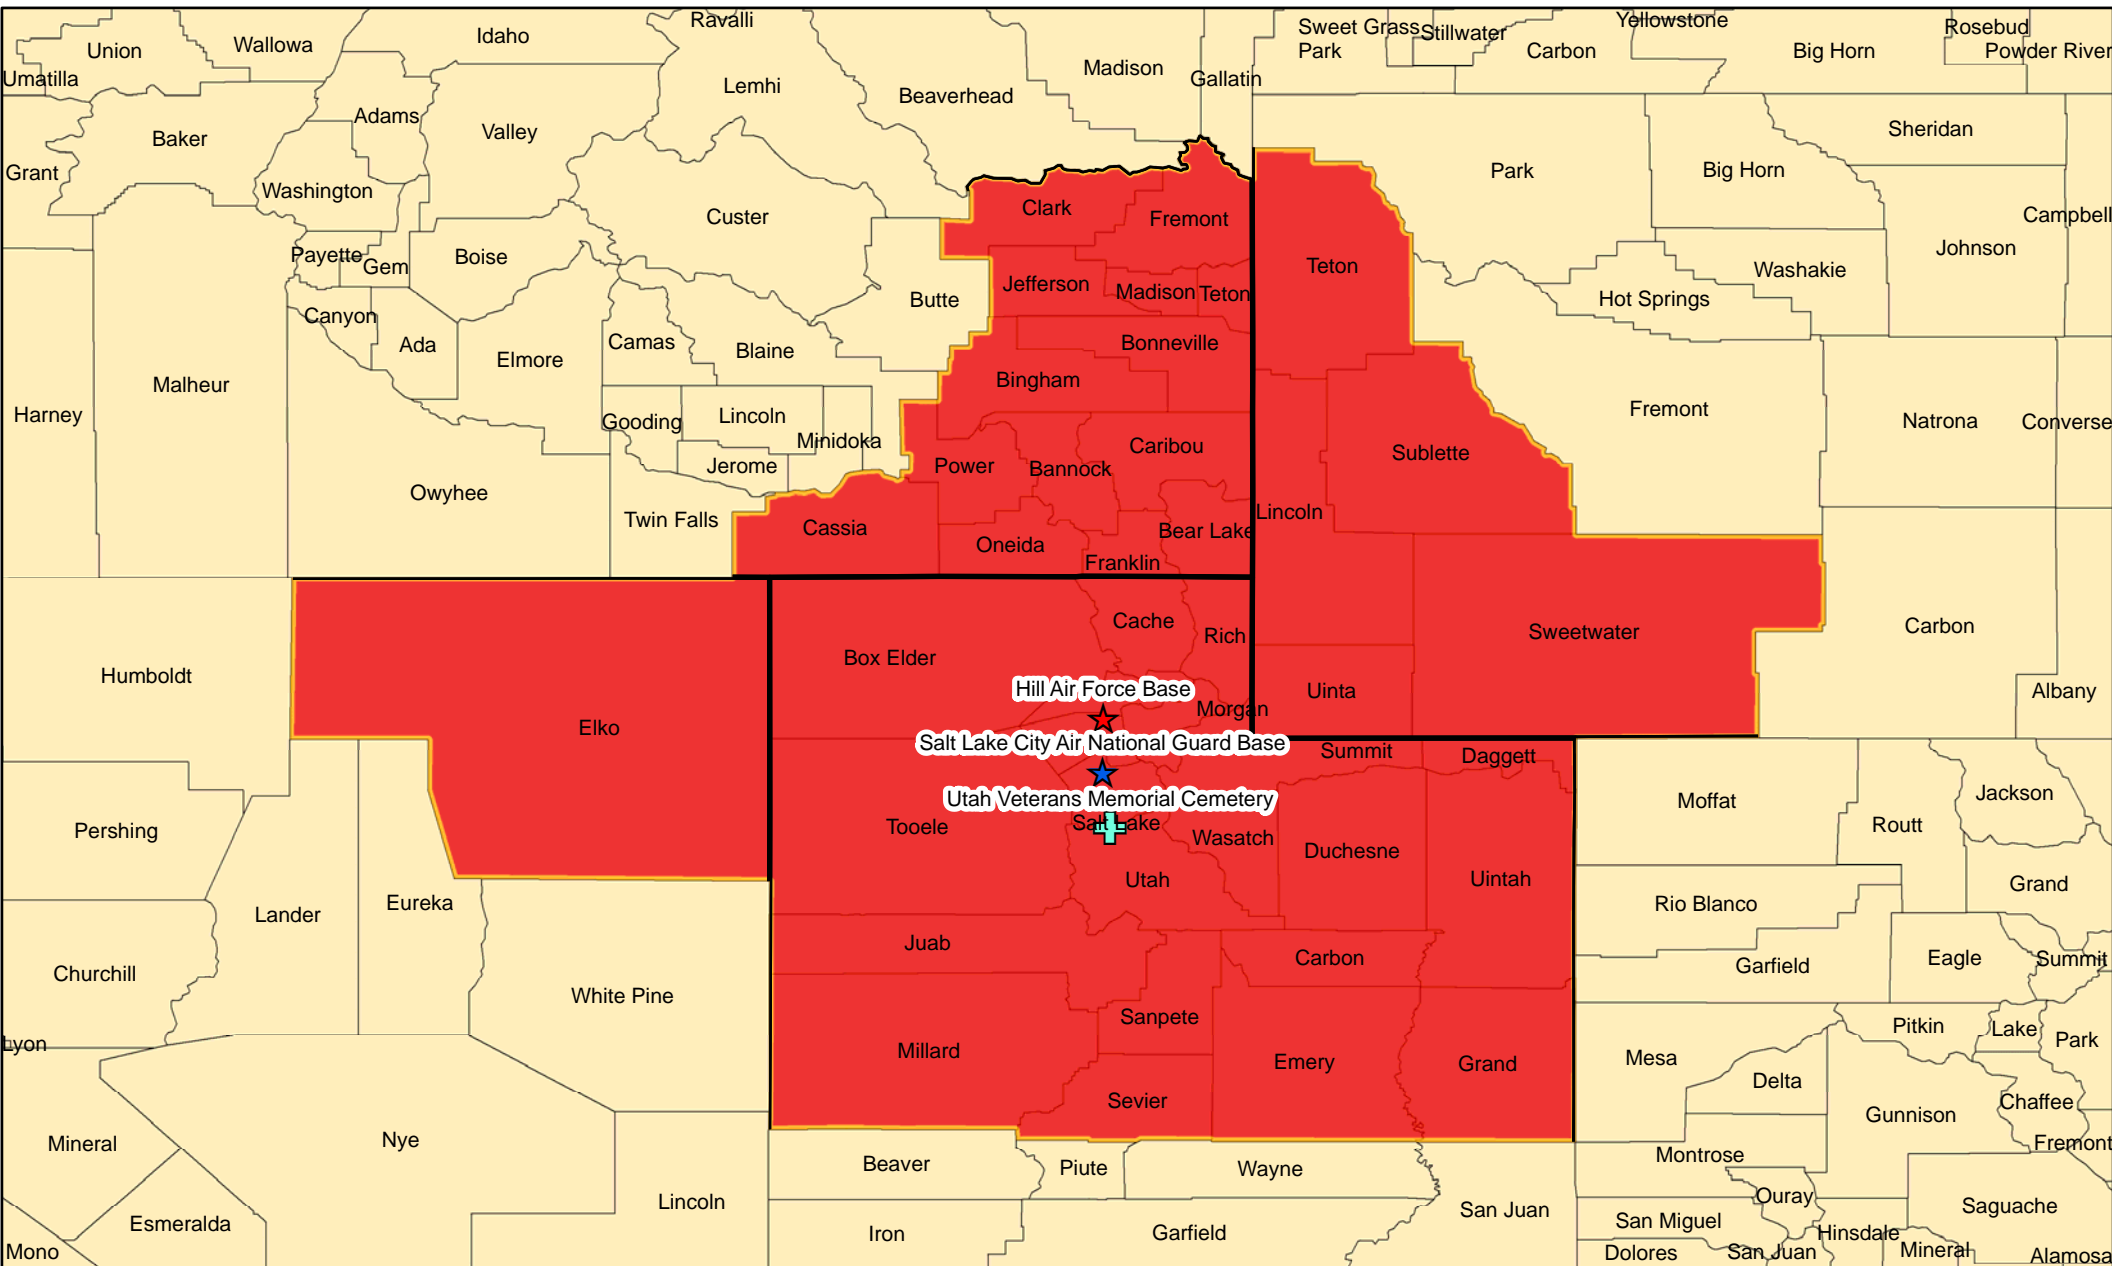 Ravalli
Union
Wallowa
Idaho
Sweet Grass
Stillwater
Yellowstone
Rosebud
Park
Carbon
Big Horn
Powder River
Umatilla
Lemhi
Madison
Gallatin
Beaverhead
Baker
Adams
Valley
Sheridan
Grant
Washington
Park
Big Horn
Custer
Clark
Fremont
Campbell
Payette
Gem
Boise
Johnson
Teton
Washakie
Jefferson
Madison
Teton
Butte
Hot Springs
Canyon
Ada
Elmore
Camas
Blaine
Bonneville
Malheur
Bingham
Harney
Gooding
Lincoln
Minidoka
Fremont
Natrona
Converse
Caribou
Sublette
Jerome
Power
Bannock
Owyhee
Twin Falls
Cassia
Oneida
Bear Lake
Lincoln
Franklin
Cache
Rich
Sweetwater
Carbon
Box Elder
Humboldt
Hill Air Force Base
Uinta
Albany
Morgan
Elko
Salt Lake City Air National Guard Base
Summit
Daggett
Utah Veterans Memorial Cemetery
Moffat
Jackson
Pershing
Tooele
Salt Lake
Wasatch
Duchesne
Routt
Utah
Uintah
Grand
Lander
Eureka
Rio Blanco
Juab
Carbon
Garfield
Eagle
Summit
Churchill
White Pine
Sanpete
Pitkin
Lake
Park
Lyon
Millard
Emery
Grand
Mesa
Delta
Sevier
Gunnison
Chaffee
Mineral
Nye
Fremont
Beaver
Piute
Wayne
Montrose
Lincoln
San Juan
Ouray
Saguache
Esmeralda
Iron
Garfield
San Miguel
Hinsdale
Mono
Dolores
San Juan
Mineral
Alamosa